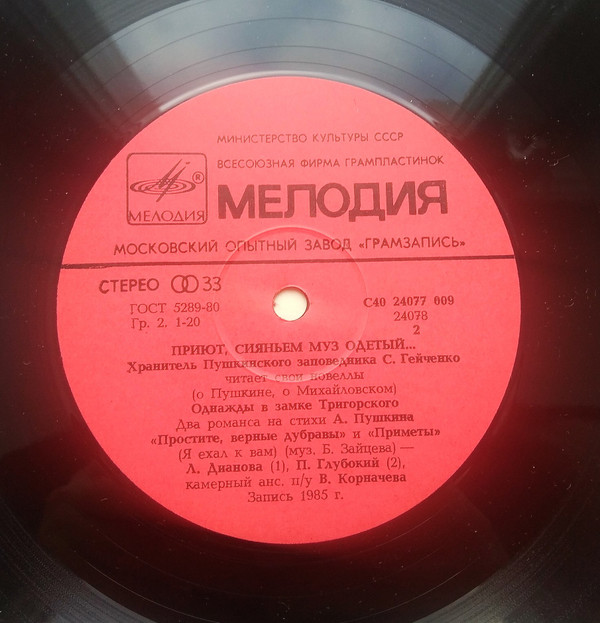 МИНИСТЕРСТВО КУЛЬТУРЫ СССР
ВСЕСОЮЗНАЯ ФИРМА ГРАМПЛАСТИНОК
R
МЕЛОДИЯ
МЕЛОДИЯ
МОСКОВСКИЙ ОПЫТНЫЙ ЗАВОД «ГРАМЗАПИСЬ»
СТЕРЕО 33
ГОСТ 5289-80
Гр. 2, 1-20
С40 24077 009
24078
2
ПРИЮТ, СИЯНЬЕМ МУЗ ОДЕТЫЙ...
Хранитель Пушкинского заповедника С. Гейченко
читает свои новеллы
(о Пушкине, о Михайловском)
Однажды в замке Тригорского
Два романса на стихи А. Пушкина
«Простите, верные дубравы» и «Приметы»
(Я ехал к вам) (муз. Б. Зайцева) —
Л. Дианова (1), П. Глубокий (2),
камерный анс. п/у В. Корначева
Запись 1985 г.